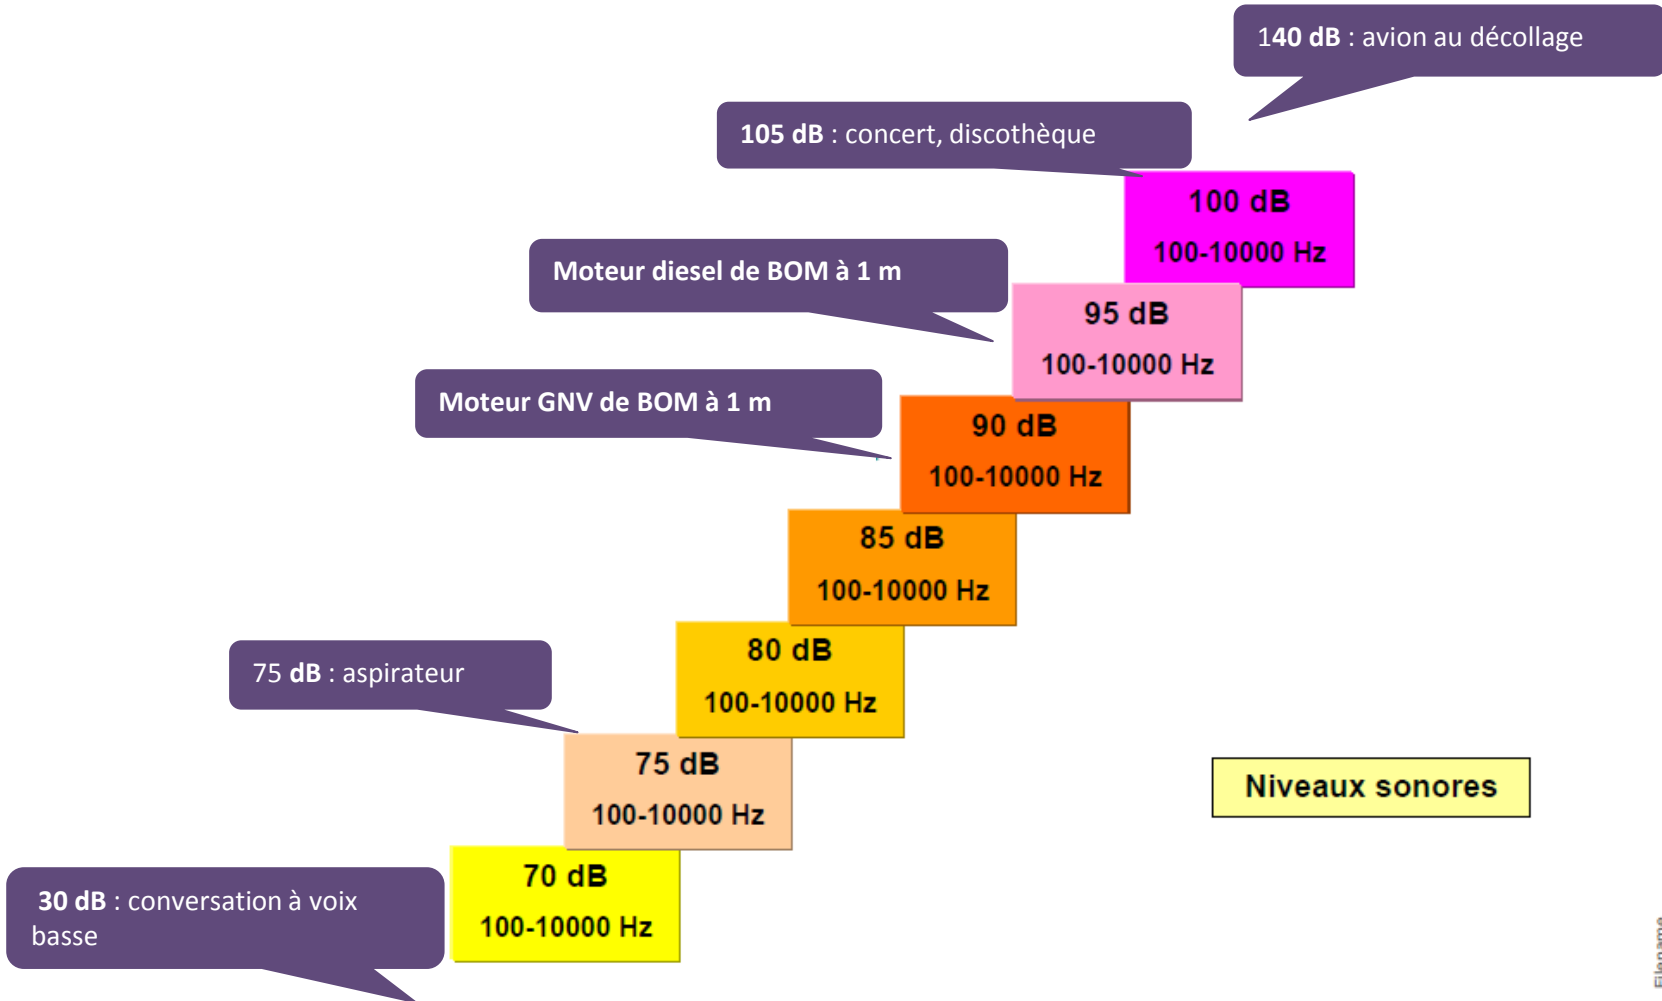 140 dB : avion au décollage
105 dB : concert, discothèque
100 dB
100-10000 Hz
Moteur diesel de BOM à 1 m
95 dB
100-10000 Hz
Moteur GNV de BOM à 1 m
90 dB
100-10000 Hz
85 dB
100-10000 Hz
80 dB
100-10000 Hz
75 dB : aspirateur
75 dB
100-10000 Hz
Niveaux sonores
70 dB
100-10000 Hz
30 dB : conversation à voix
basse
Filename